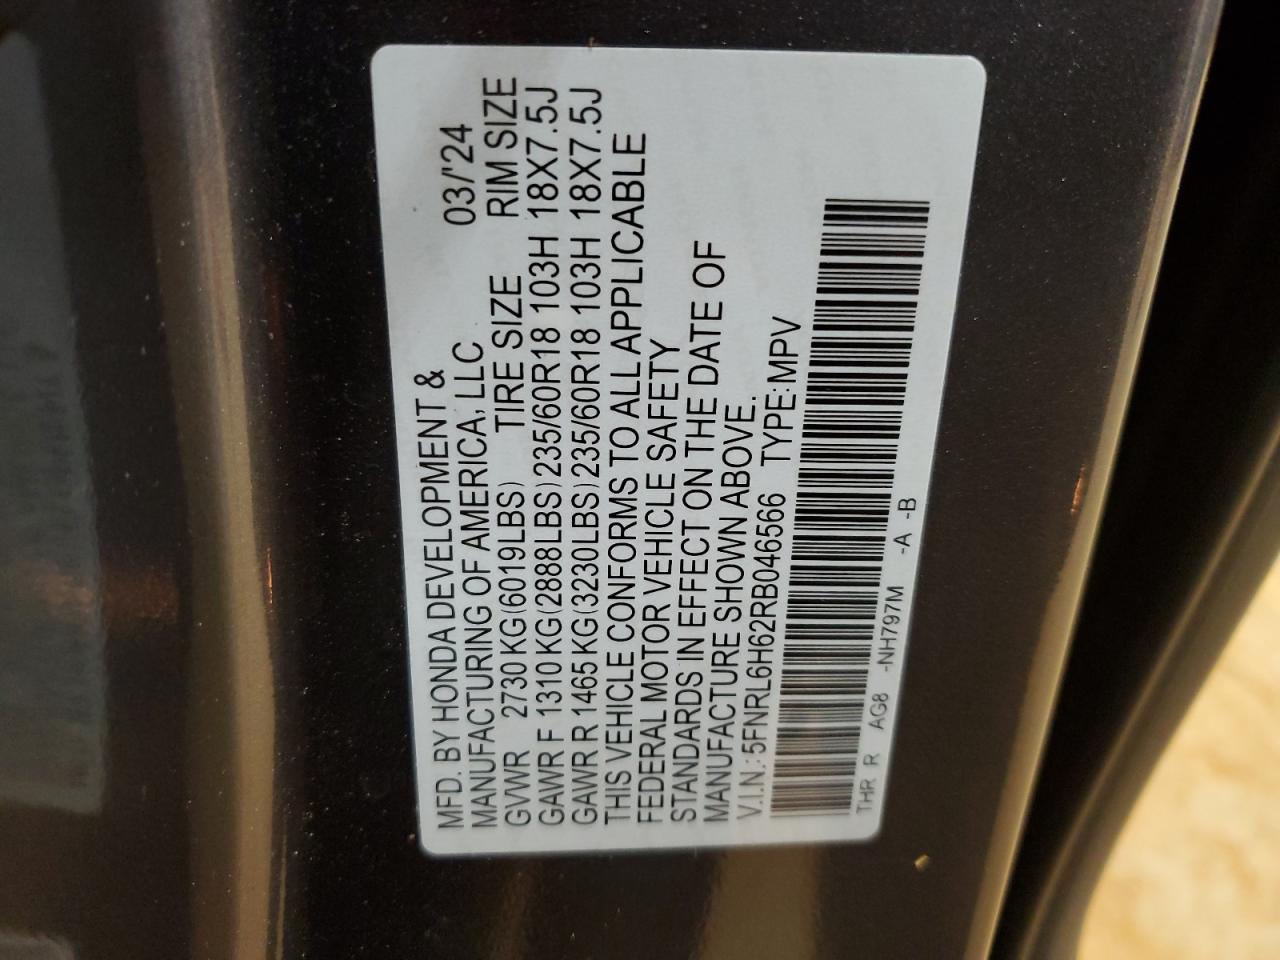 MFD. BY HONDA DEVELOPMENT &
MANUFACTURING OF AMERICA, LLC 03/'24
GVWR 2730 KG(6019LBS) TIRE SIZE RIM SIZE
GAWR F 1310 KG(2888LBS) 235/60R18 103H 18X7.5J
GAWR R 1465 KG(3230LBS) 235/60R18 103H 18X7.5J
THIS VEHICLE CONFORMS TO ALL APPLICABLE
FEDERAL MOTOR VEHICLE SAFETY
STANDARDS IN EFFECT ON THE DATE OF
MANUFACTURE SHOWN ABOVE.
V.I.N.:5FNRL6H62RB046566 TYPE:MPV
THR R AG8 -NH797M -A -B